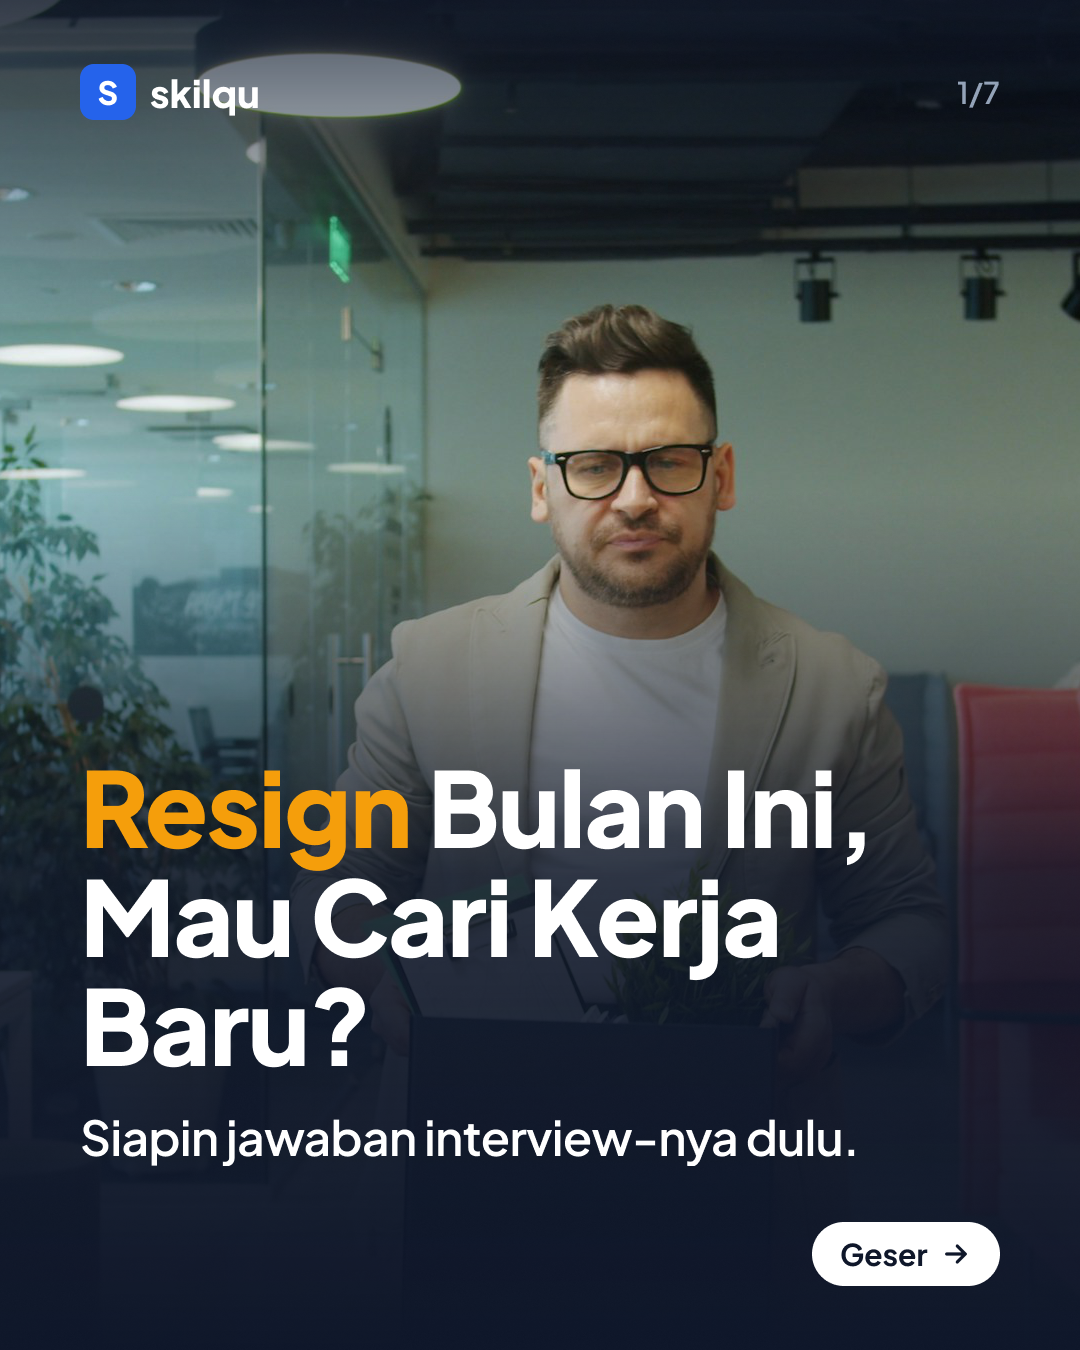 S skilqu
1/7
Resign Bulan Ini,
Mau Cari Kerja
Baru?
Siapin jawaban interview-nya dulu.
Geser →